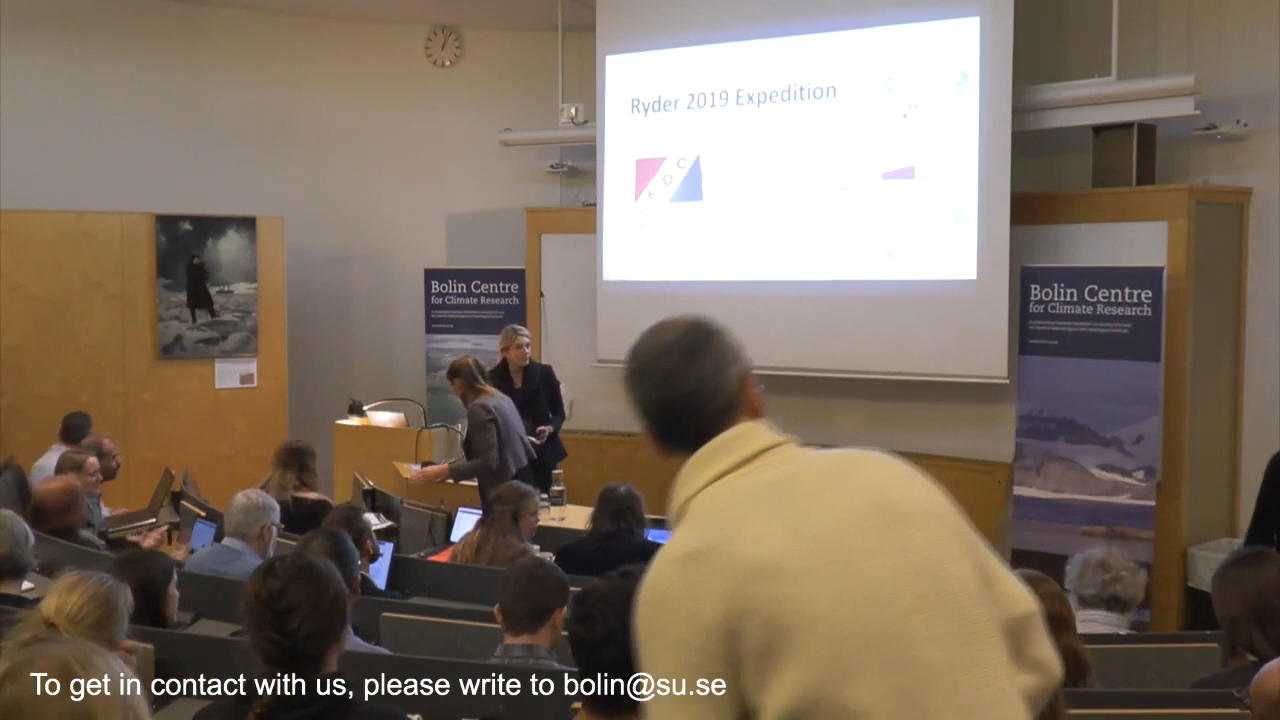 Ryder 2019 Expedition
Bolin Centre
for Climate Research
Bolin Centre
for Climate Research
To get in contact with us, please write to bolin@su.se